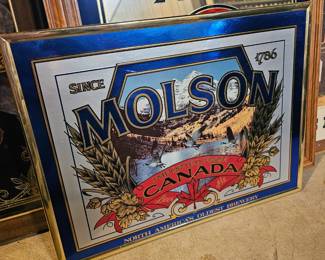 SINCE 1786
MOLSON
CANADA
NORTH AMERICA'S OLDEST BREWERY